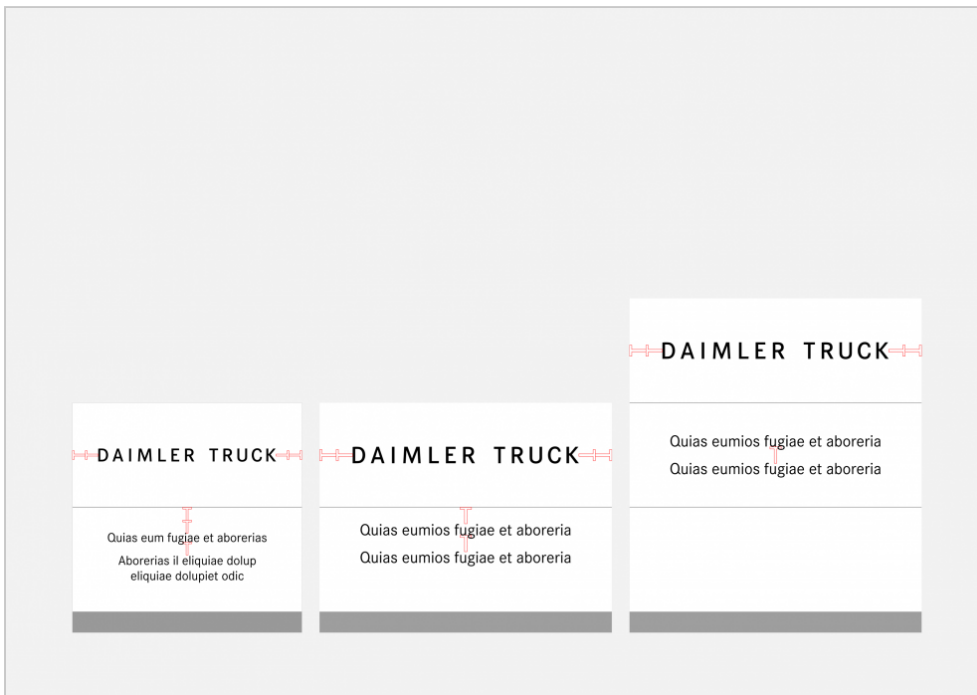 DAIMLER TRUCK
Quias eum fugiae et aborerias
Aborerias il eliquiae dolup
eliquiae dolupiet odic
DAIMLER TRUCK
Quias eumios fugiae et aboreria
Quias eumios fugiae et aboreria
DAIMLER TRUCK
Quias eumios fugiae et aboreria
Quias eumios fugiae et aboreria